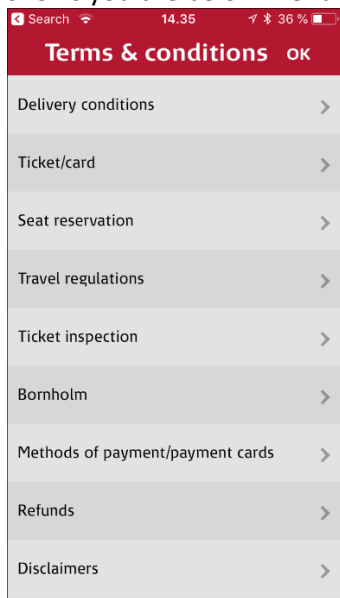 Search 14.35 36 %
Terms & conditions OK
Delivery conditions
Ticket/card
Seat reservation
Travel regulations
Ticket inspection
Bornholm
Methods of payment/payment cards
Refunds
Disclaimers